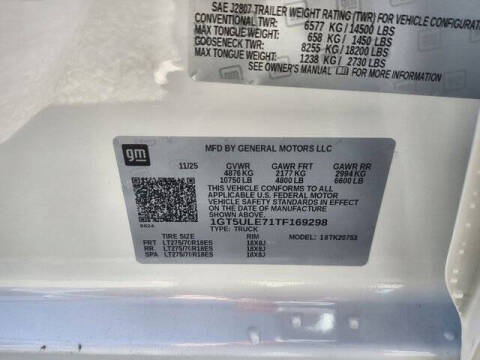 SAE J2807 TRAILER WEIGHT RATING (TWR) FOR VEHICLE CONFIGURA
CONVENTIONAL TWR: 6577 KG / 14500 LBS
MAX TONGUE WEIGHT: 658 KG / 1450 LBS
GOOSENECK TWR: 8255 KG / 18200 LBS
MAX TONGUE WEIGHT: 1238 KG / 2730 LBS
SEE OWNER'S MANUAL gm FOR MORE INFORMATION.
gm MFD BY GENERAL MOTORS LLC
11/25 GVWR GAWR FRT GAWR RR
4876 KG 2177 KG 2994 KG
10750 LB 4800 LB 6600 LB
THIS VEHICLE CONFORMS TO ALL APPLICABLE
U.S. FEDERAL MOTOR VEHICLE SAFETY STANDARDS
IN EFFECT ON THE DATE OF MANUFACTURE SHOWN ABOVE.
1GT5ULE71TF169298
TYPE: TRUCK
TIRE SIZE RIM MODEL:
FRT LT275/70R18ES 18X8J
RR LT275/70R18ES 18X8J
SPA LT275/70R18ES 18X8J